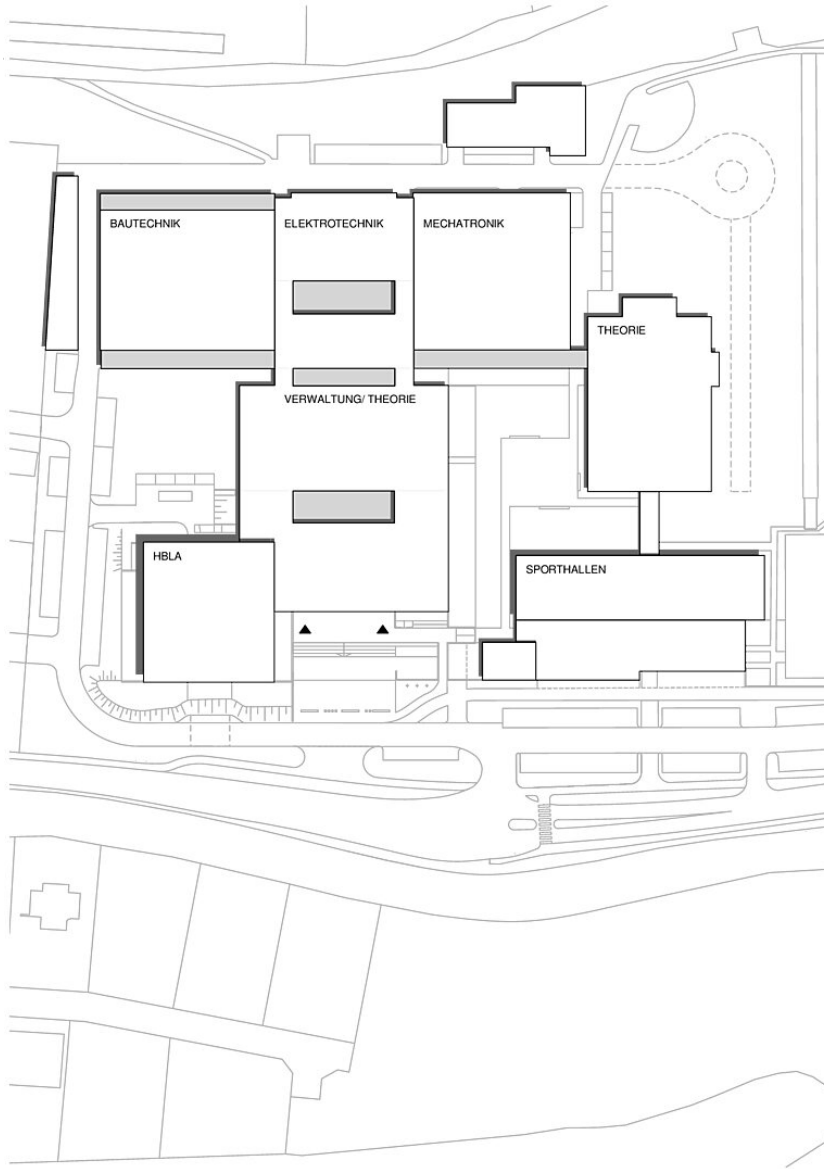 BAUTECHNIK
ELEKTROTECHNIK
MECHATRONIK
THEORIE
VERWALTUNG/ THEORIE
HBLA
SPORTHALLEN